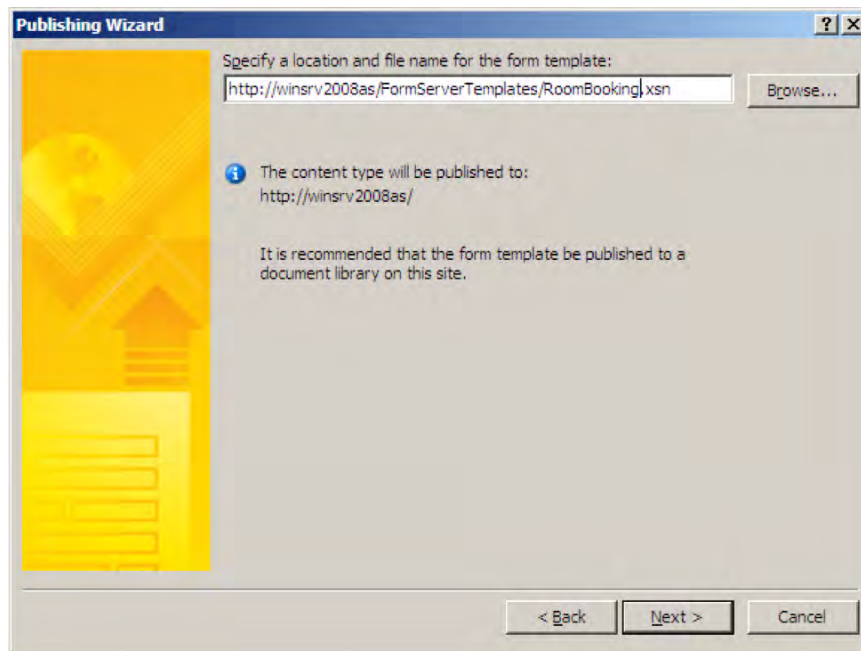 Publishing Wizard
Specify a location and file name for the form template:
http://winsrv2008as/FormServerTemplates/RoomBooking.xsn
Browse...
The content type will be published to:
http://winsrv2008as/
It is recommended that the form template be published to a
document library on this site.
< Back
Next >
Cancel